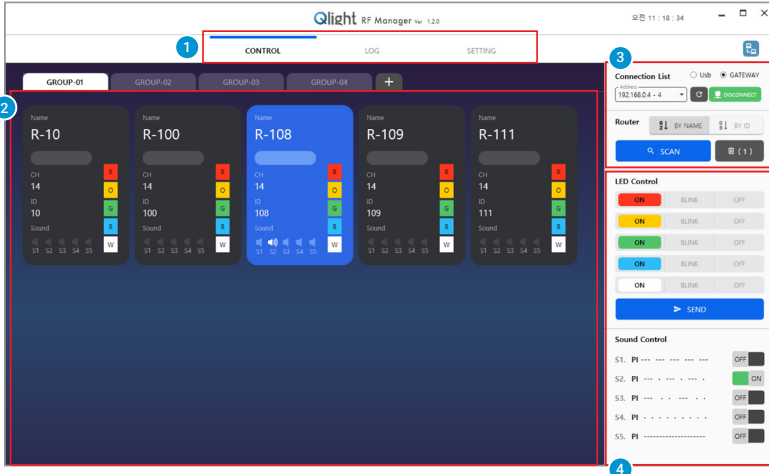 Qlight RF Manager Ver 1.2.0
오전 11 : 18 : 34
1
CONTROL
LOG
SETTING
2
GROUP-01
GROUP-02
GROUP-03
GROUP-04
+
Name
R-10
CH
14
ID
10
Sound
S1 S2 S3 S4 S5
R
O
G
B
W
Name
R-100
CH
14
ID
100
Sound
S1 S2 S3 S4 S5
R
O
G
B
W
Name
R-108
CH
14
ID
108
Sound
S1 S2 S3 S4 S5
R
O
G
B
W
Name
R-109
CH
14
ID
109
Sound
S1 S2 S3 S4 S5
R
O
G
B
W
Name
R-111
CH
14
ID
111
Sound
S1 S2 S3 S4 S5
R
O
G
B
W
3
Connection List
Usb
GATEWAY
Address
192.168.0.4 - 4
DISCONNECT
Router
BY NAME
BY ID
SCAN
( 1 )
LED Control
ON BLINK OFF
ON BLINK OFF
ON BLINK OFF
ON BLINK OFF
ON BLINK OFF
SEND
Sound Control
S1. PI --- --- --- --- --- OFF
S2. PI --- - --- - --- - ON
S3. PI --- - - --- - - OFF
S4. PI - - - - - - - - - OFF
S5. PI -------------------- OFF
4